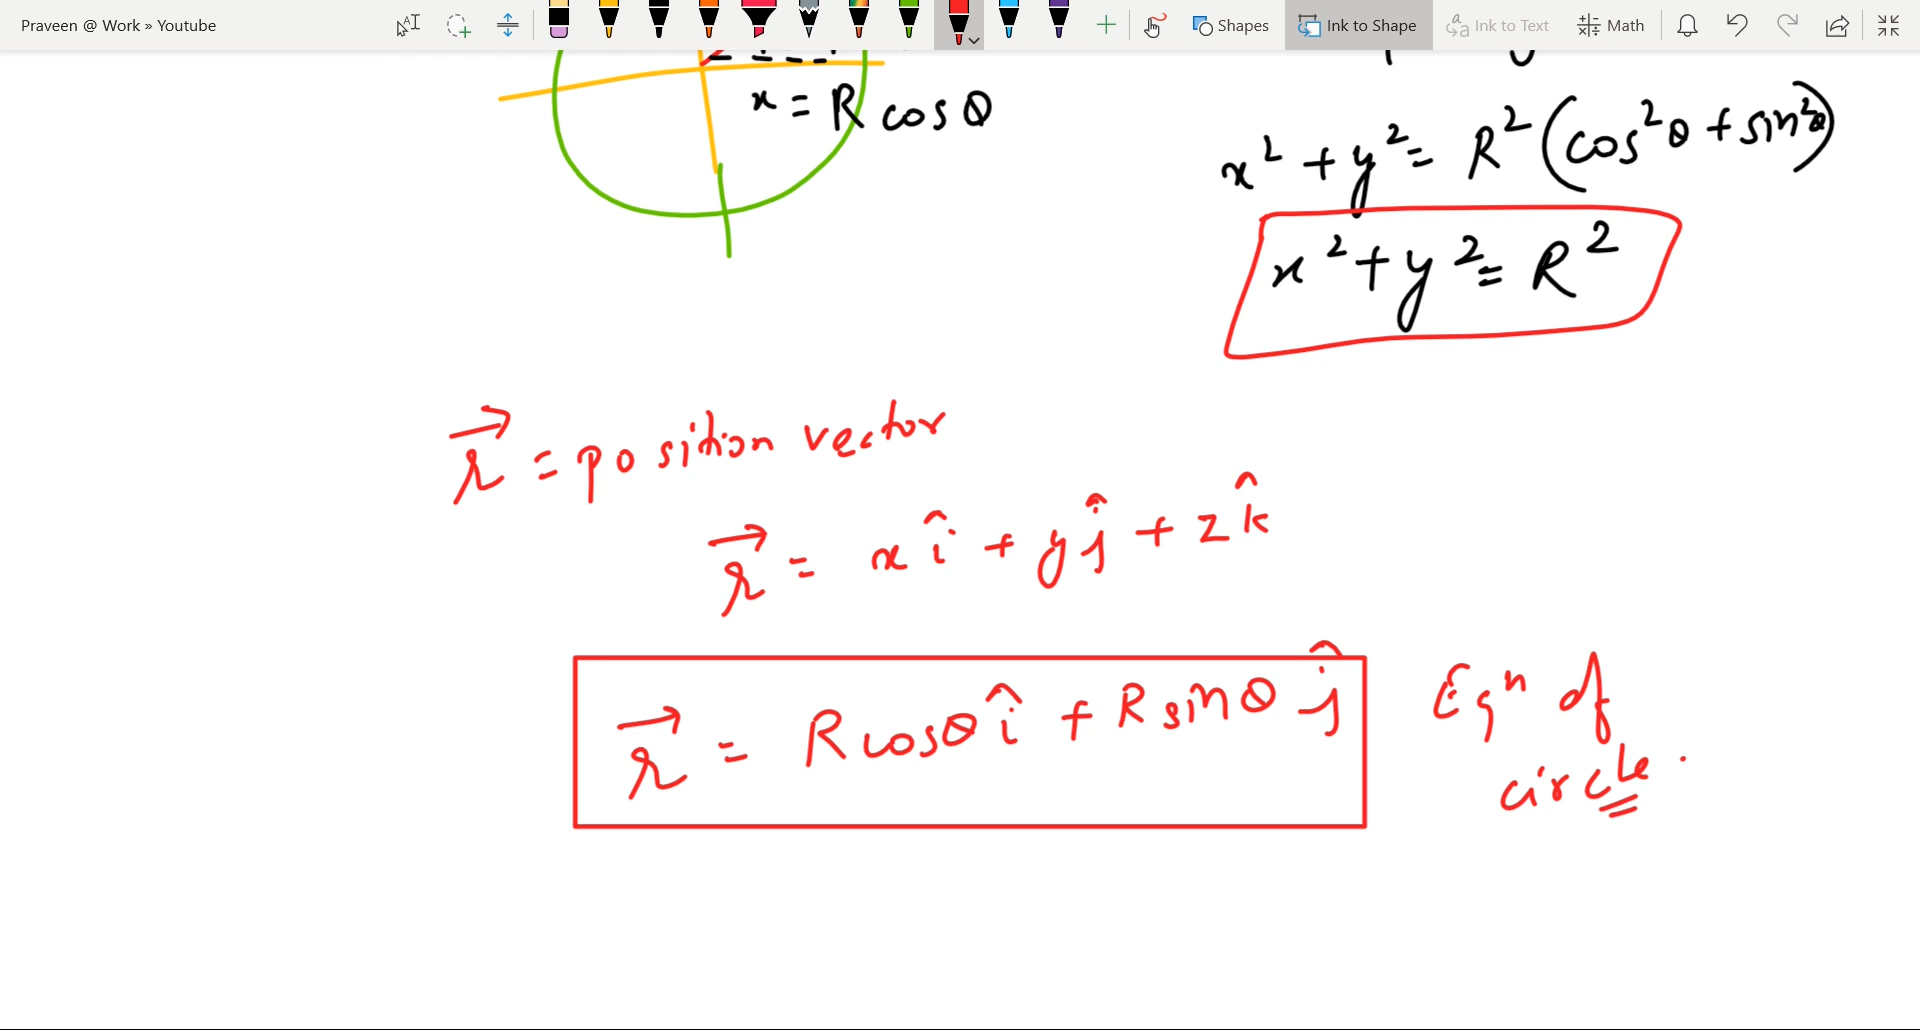 Praveen @ Work » Youtube
Shapes
Ink to Shape
Ink to Text
Math
x = R cos θ
x² + y² = R² (cos²θ + sin²θ)
x² + y² = R²
r⃗ = position vector
r⃗ = x î + y ĵ + z k̂
r⃗ = R cosθ î + R sinθ ĵ
Eqⁿ of
circle.